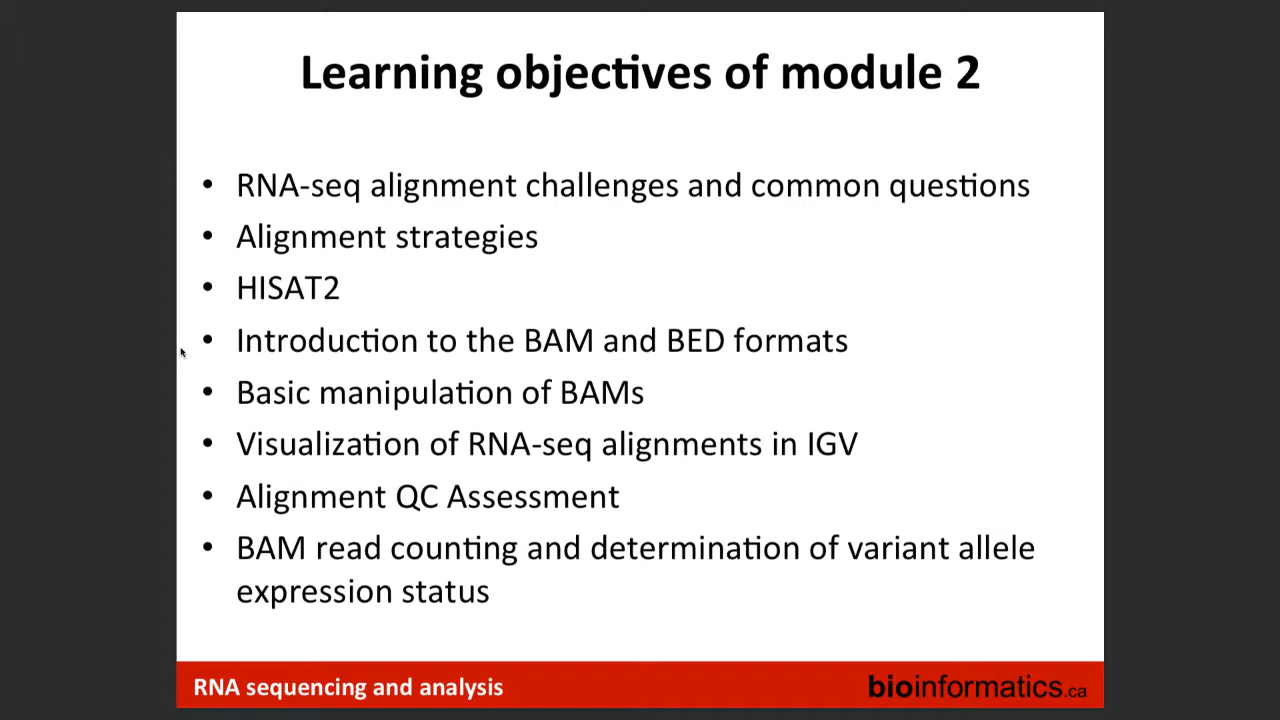 Learning objectives of module 2
• RNA-seq alignment challenges and common questions
• Alignment strategies
• HISAT2
• Introduction to the BAM and BED formats
• Basic manipulation of BAMs
• Visualization of RNA-seq alignments in IGV
• Alignment QC Assessment
• BAM read counting and determination of variant allele
expression status
RNA sequencing and analysis
bioinformatics.ca